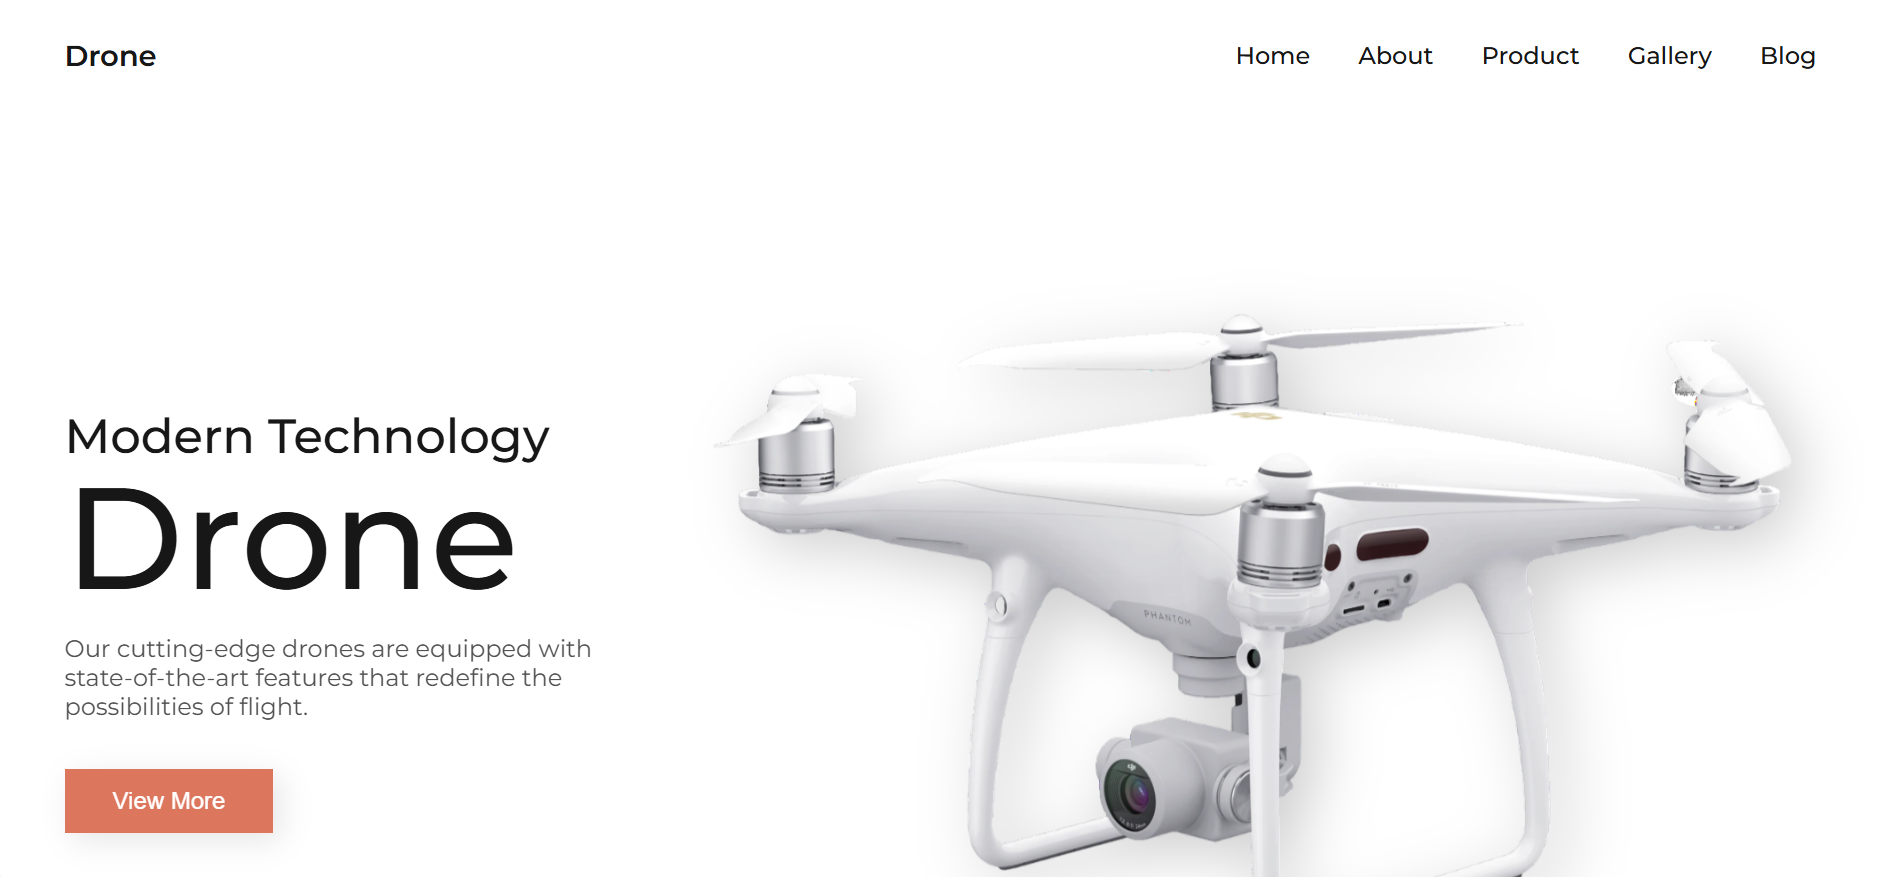 Drone
Home About Product Gallery Blog
Modern Technology
Drone
Our cutting-edge drones are equipped with
state-of-the-art features that redefine the
possibilities of flight.
View More
PHANTOM